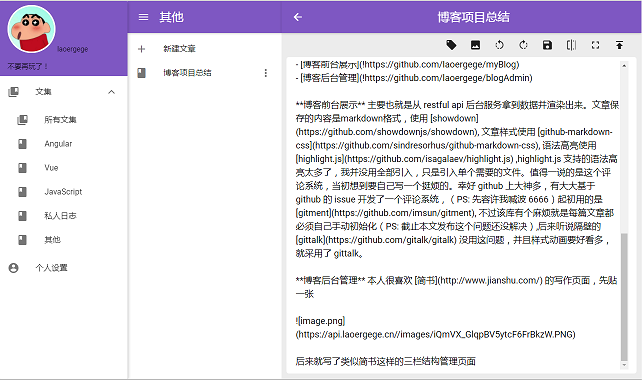 laoergege
不要再玩了！
文集
所有文集
Angular
Vue
JavaScript
私人日志
其他
个人设置
其他
新建文章
博客项目总结
博客项目总结
- [博客前台展示](!https://github.com/laoergege/myBlog)
- [博客后台管理](!https://github.com/laoergege/blogAdmin)
**博客前台展示** 主要也就是从 restful api 后台服务拿到数据并渲染出来。文章保
存的内容是markdown格式，使用 [showdown]
(https://github.com/showdownjs/showdown), 文章样式使用 [github-markdown-
css](https://github.com/sindresorhus/github-markdown-css), 语法高亮使用
[highlight.js](https://github.com/isagalaev/highlight.js) ,highlight.js 支持的语法高
亮太多了，我并没用全部引入，只是引入单个需要的文件。值得一说的是这个评
论系统，当初想到要自己写一个挺烦的。幸好 github 上大神多，有大大基于
github 的 issue 开发了一个评论系统，（PS: 先容许我喊波 6666）起初用的是
[gitment](https://github.com/imsun/gitment), 不过该库有个麻烦就是每篇文章都
必须自己手动初始化（PS: 截止本文发布这个问题还没解决）,后来听说隔壁的
[gittalk](https://github.com/gitalk/gitalk) 没用这问题，并且样式动画要好看多，
就采用了 gittalk。
**博客后台管理** 本人很喜欢 [简书](http://www.jianshu.com/) 的写作页面，先贴
一张
![image.png]
(https://api.laoergege.cn//images/iQmVX_GlqpBV5ytcF6FrBkzW.PNG)
后来就写了类似简书这样的三栏结构管理页面